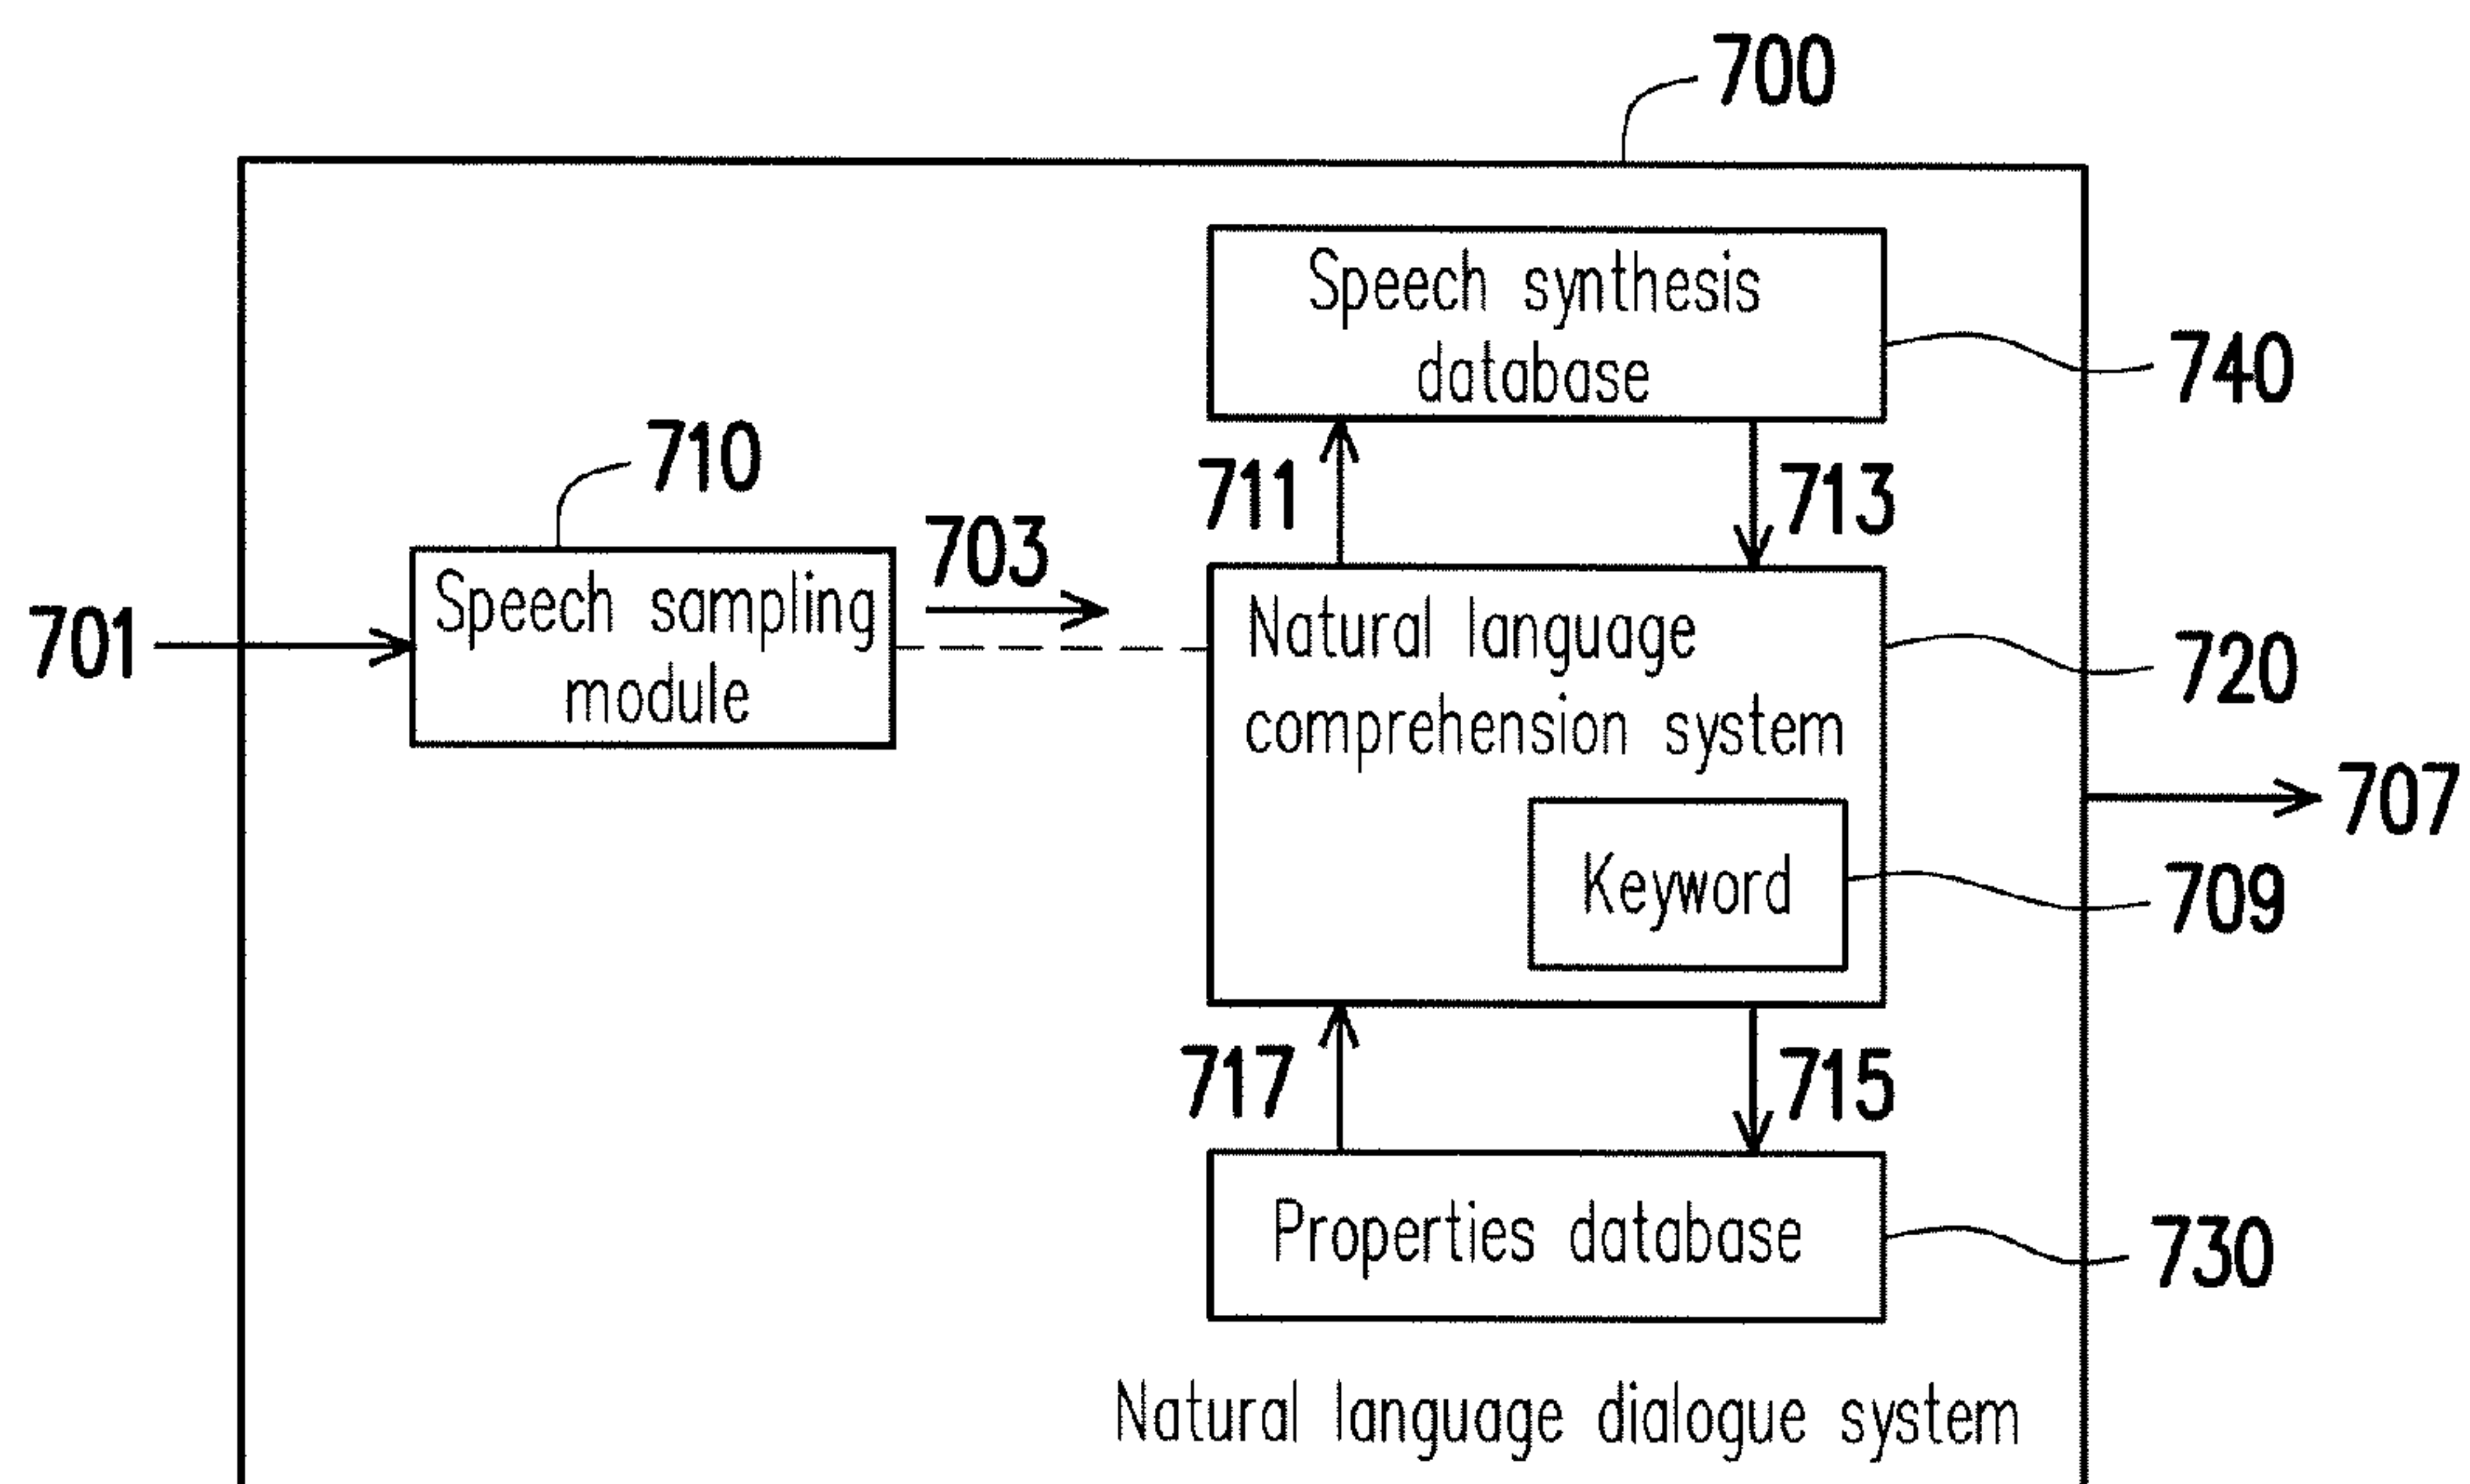 700
Speech synthesis
database
740
710
711
713
703
Speech sampling
module
701
Natural language
comprehension system
720
707
Keyword
709
717
715
Properties database
730
Natural language dialogue system